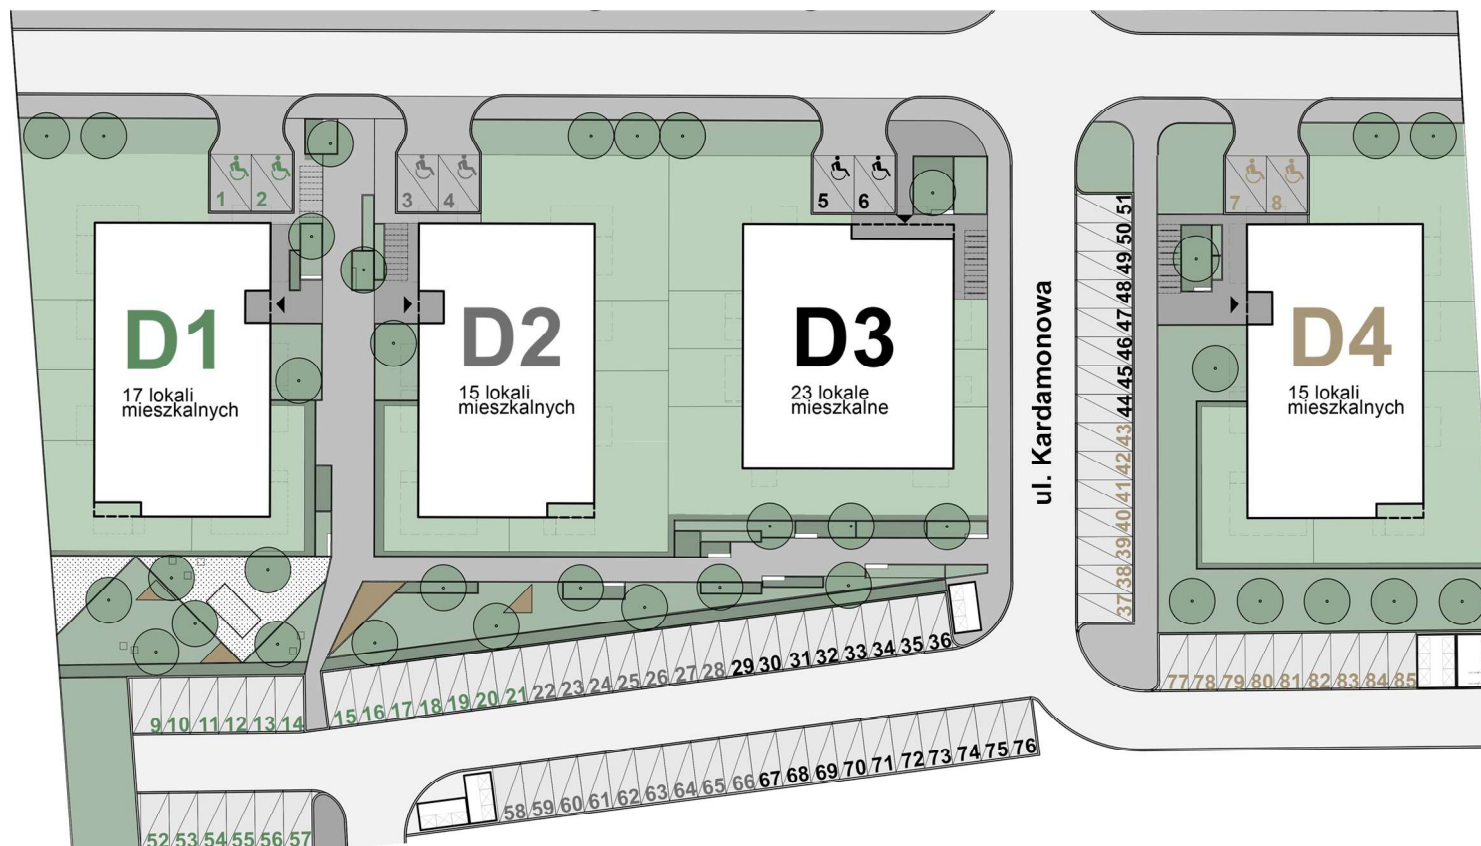 1 2
3 4
5 6
7 8
D1
17 lokali
mieszkalnych
D2
15 lokali
mieszkalnych
D3
23 lokale
mieszkalne
ul. Kardamonowa
51
50
49
48
47
46
45
44
43
42
41
40
39
38
37
D4
15 lokali
mieszkalnych
9 10 11 12 13 14
15 16 17 18 19 20 21 22 23 24 25 26 27 28 29 30 31 32 33 34 35 36
77 78 79 80 81 82 83 84 85
52 53 54 55 56 57
58 59 60 61 62 63 64 65 66 67 68 69 70 71 72 73 74 75 76